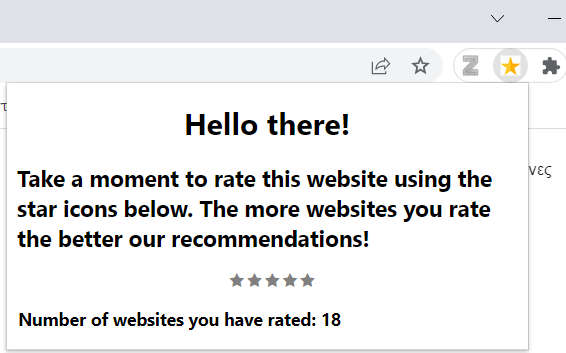 Hello there!
Take a moment to rate this website using the
star icons below. The more websites you rate
the better our recommendations!
Number of websites you have rated: 18